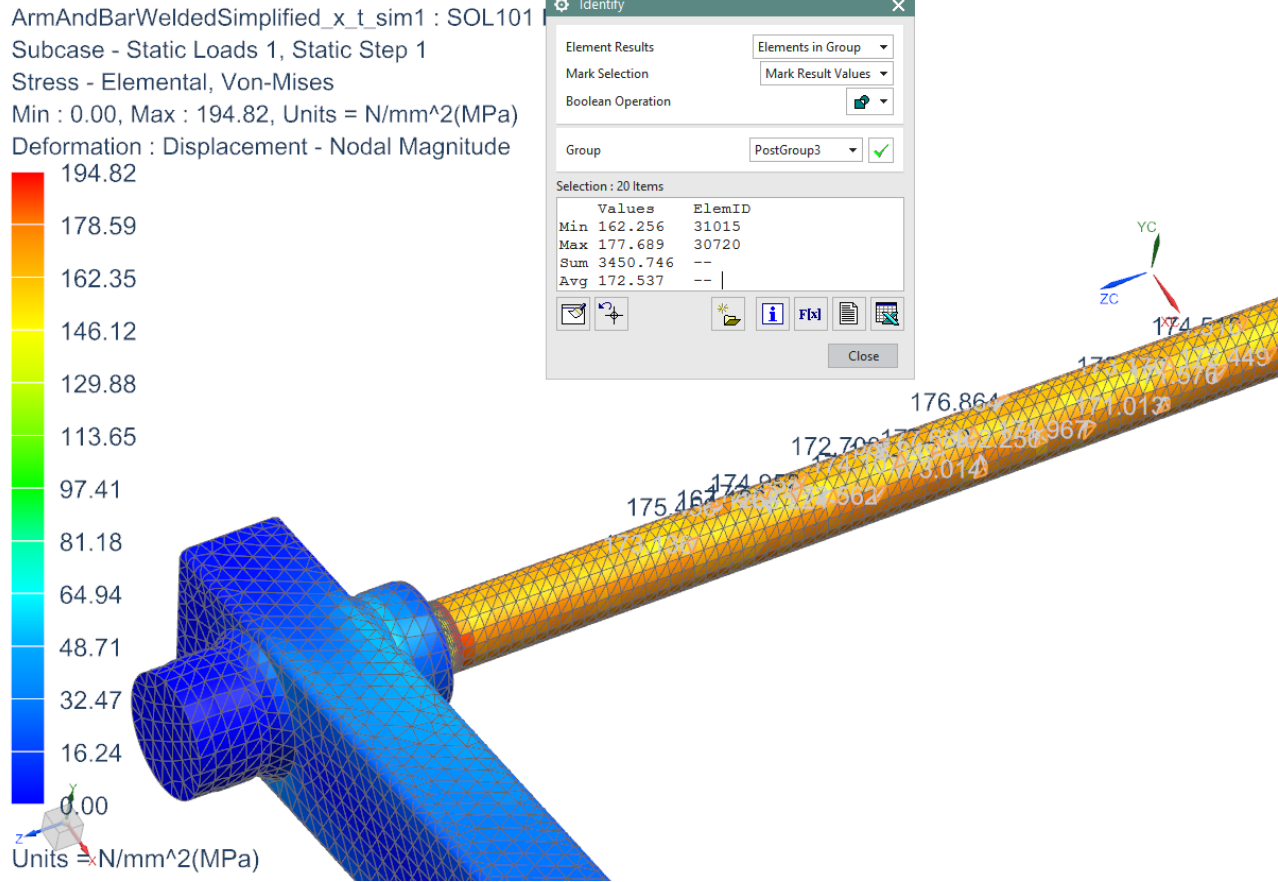 ArmAndBarWeldedSimplified_x_t_sim1 : SOL101
Subcase - Static Loads 1, Static Step 1
Stress - Elemental, Von-Mises
Min : 0.00, Max : 194.82, Units = N/mm^2(MPa)
Deformation : Displacement - Nodal Magnitude
194.82
178.59
162.35
146.12
129.88
113.65
97.41
81.18
64.94
48.71
32.47
16.24
0.00
Units = N/mm^2(MPa)
Y
Z
X
Identify
Element Results Elements in Group
Mark Selection Mark Result Values
Boolean Operation
Group PostGroup3
Selection : 20 Items
Values ElemID
Min 162.256 31015
Max 177.689 30720
Sum 3450.746 --
Avg 172.537 --
i F[x]
Close
YC
ZC
XC
176.864
171.013